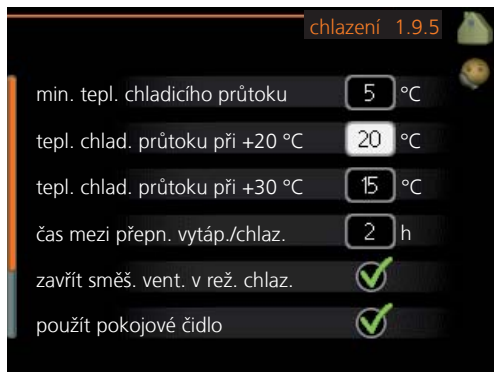 chlazení 1.9.5
min. tepl. chladicího průtoku 5 °C
tepl. chlad. průtoku při +20 °C 20 °C
tepl. chlad. průtoku při +30 °C 15 °C
čas mezi přepn. vytáp./chlaz. 2 h
zavřít směš. vent. v rež. chlaz.
použít pokojové čidlo